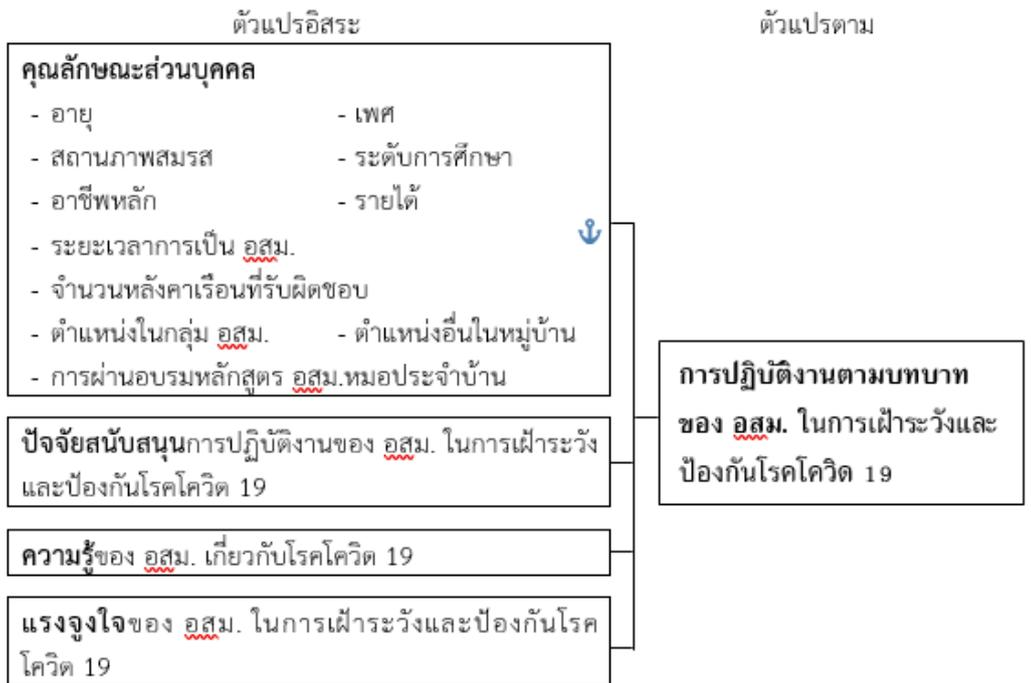 ตัวแปรอิสระ ตัวแปรตาม
คุณลักษณะส่วนบุคคล
- อายุ - เพศ
- สถานภาพสมรส - ระดับการศึกษา
- อาชีพหลัก - รายได้
- ระยะเวลาการเป็น อสม.
- จำนวนหลังคาเรือนที่รับผิดชอบ
- ตำแหน่งในกลุ่ม อสม. - ตำแหน่งอื่นในหมู่บ้าน
- การผ่านอบรมหลักสูตร อสม.หมอประจำบ้าน
ปัจจัยสนับสนุนการปฏิบัติงานของ อสม. ในการเฝ้าระวัง
และป้องกันโรคโควิด 19
ความรู้ของ อสม. เกี่ยวกับโรคโควิด 19
แรงจูงใจของ อสม. ในการเฝ้าระวังและป้องกันโรค
โควิด 19
การปฏิบัติงานตามบทบาท
ของ อสม. ในการเฝ้าระวังและ
ป้องกันโรคโควิด 19